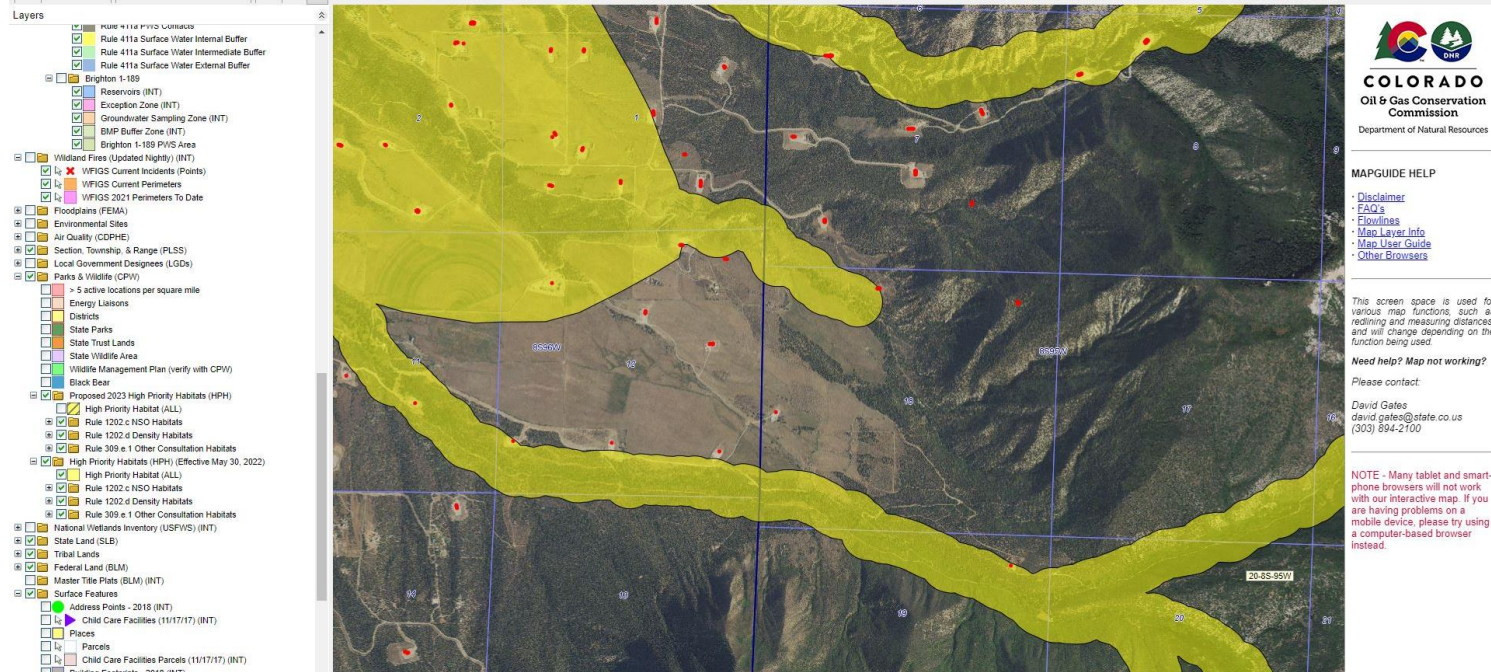 Layers
Rule 411a PWS Contacts
Rule 411a Surface Water Internal Buffer
Rule 411a Surface Water Intermediate Buffer
Rule 411a Surface Water External Buffer
Brighton 1-189
Reservoirs (INT)
Exception Zone (INT)
Groundwater Sampling Zone (INT)
BMP Buffer Zone (INT)
Brighton 1-189 PWS Area
Wildland Fires (Updated Nightly) (INT)
WFIGS Current Incidents (Points)
WFIGS Current Perimeters
WFIGS 2021 Perimeters To Date
Floodplains (FEMA)
Environmental Sites
Air Quality (CDPHE)
Section, Township, & Range (PLSS)
Local Government Designees (LGDs)
Parks & Wildlife (CPW)
> 5 active locations per square mile
Energy Liaisons
Districts
State Parks
State Trust Lands
State Wildlife Area
Wildlife Management Plan (verify with CPW)
Black Bear
Proposed 2023 High Priority Habitats (HPH)
High Priority Habitat (ALL)
Rule 1202.c NSO Habitats
Rule 1202.d Density Habitats
Rule 309.e.1 Other Consultation Habitats
High Priority Habitats (HPH) (Effective May 30, 2022)
High Priority Habitat (ALL)
Rule 1202.c NSO Habitats
Rule 1202.d Density Habitats
Rule 309.e.1 Other Consultation Habitats
National Wetlands Inventory (USFWS) (INT)
State Land (SLB)
Tribal Lands
Federal Land (BLM)
Master Title Plats (BLM) (INT)
Surface Features
Address Points - 2018 (INT)
Child Care Facilities (11/17/17) (INT)
Places
Parcels
Child Care Facilities Parcels (11/17/17) (INT)
Building Footprints - 2018 (INT)
6
5
2
1
7
8
9
8S96W
8S95W
11
12
18
17
16
14
13
19
20
21
20-8S-95W
C
DNR
COLORADO
Oil & Gas Conservation
Commission
Department of Natural Resources
MAPGUIDE HELP
· Disclaimer
· FAQ's
· Flowlines
· Map Layer Info
· Map User Guide
· Other Browsers
This screen space is used for
various map functions, such as
redlining and measuring distances,
and will change depending on the
function being used.
Need help? Map not working?
Please contact:
David Gates
david.gates@state.co.us
(303) 894-2100
NOTE - Many tablet and smart-
phone browsers will not work
with our interactive map. If you
are having problems on a
mobile device, please try using
a computer-based browser
instead.